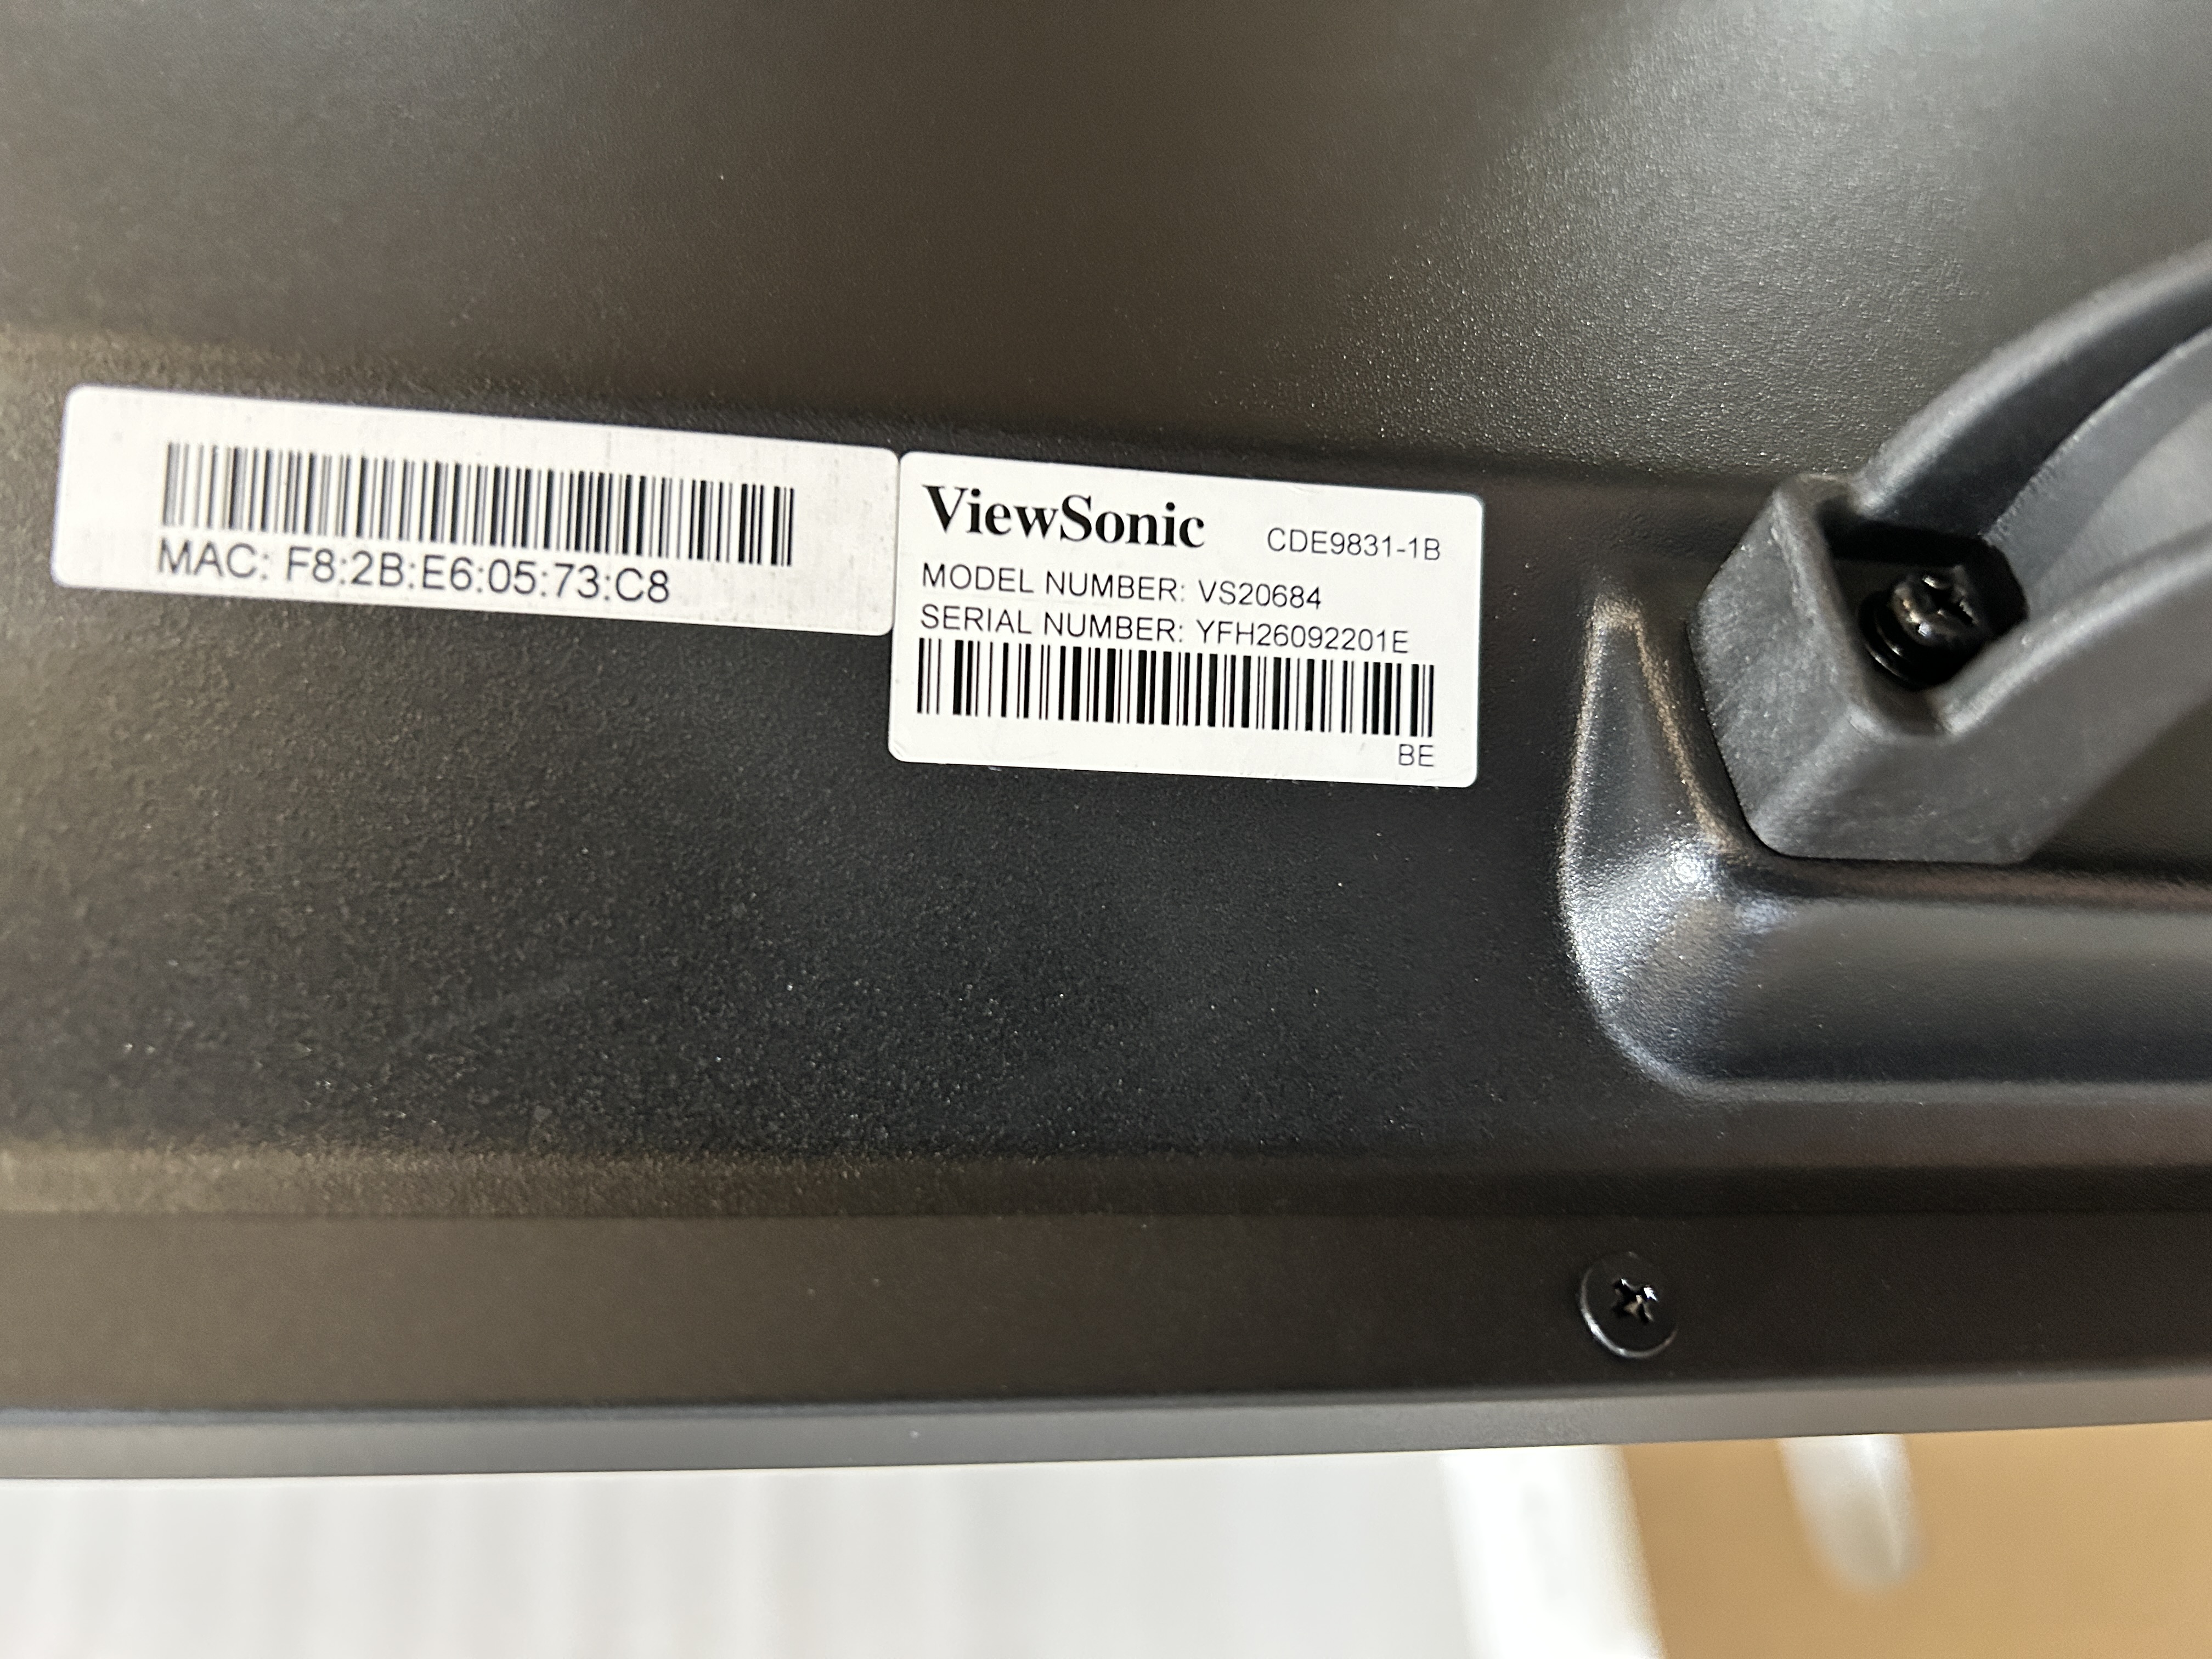 MAC: F8:2B:E6:05:73:C8
ViewSonic CDE9831-1B
MODEL NUMBER: VS20684
SERIAL NUMBER: YFH26092201E
BE